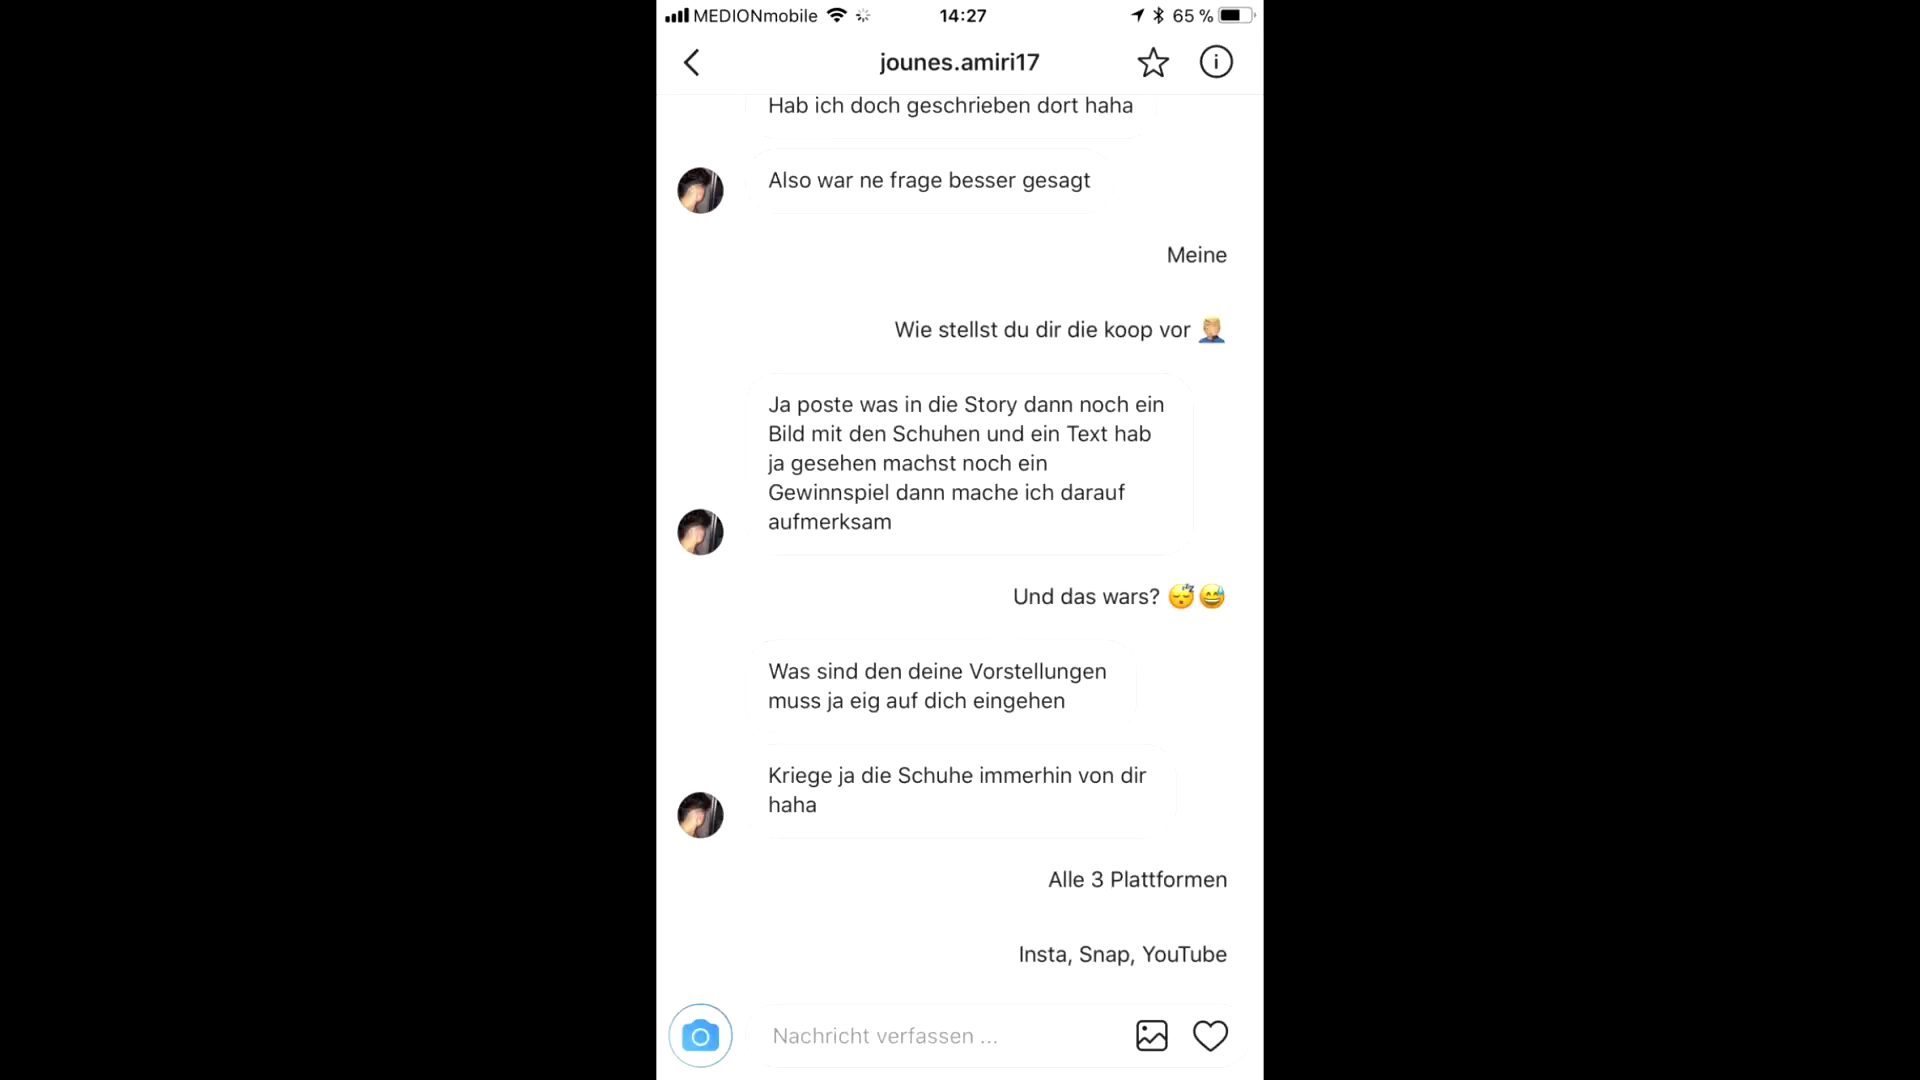 MEDIONmobile 14:27 65 %
jounes.amiri17
Hab ich doch geschrieben dort haha
Also war ne frage besser gesagt
Meine
Wie stellst du dir die koop vor 🤦🏼‍♂️
Ja poste was in die Story dann noch ein
Bild mit den Schuhen und ein Text hab
ja gesehen machst noch ein
Gewinnspiel dann mache ich darauf
aufmerksam
Und das wars? 😴😅
Was sind den deine Vorstellungen
muss ja eig auf dich eingehen
Kriege ja die Schuhe immerhin von dir
haha
Alle 3 Plattformen
Insta, Snap, YouTube
Nachricht verfassen ...